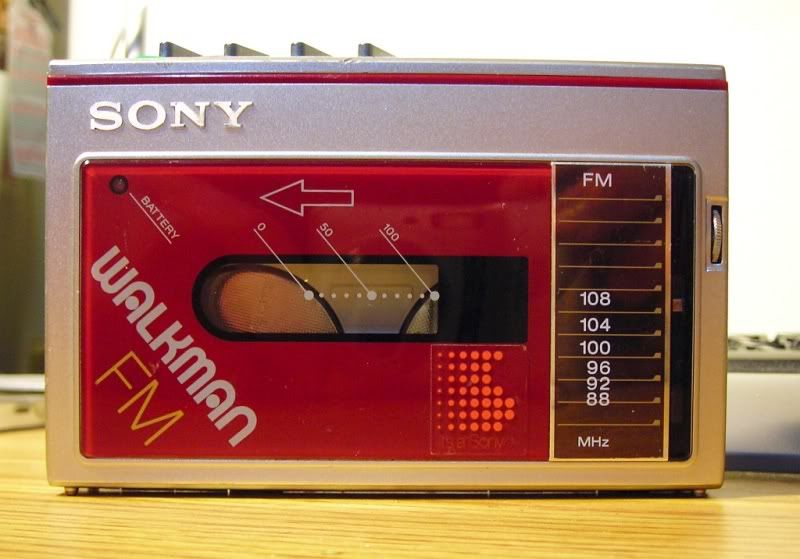 SONY
BATTERY
0
50
100
WALKMAN
FM
It's a Sony
FM
108
104
100
96
92
88
MHz